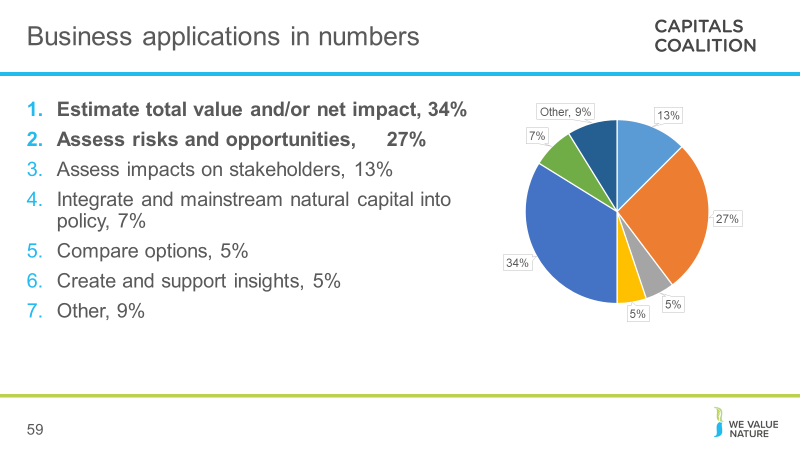 Business applications in numbers
CAPITALS
COALITION
1. Estimate total value and/or net impact, 34%
2. Assess risks and opportunities, 27%
3. Assess impacts on stakeholders, 13%
4. Integrate and mainstream natural capital into
policy, 7%
5. Compare options, 5%
6. Create and support insights, 5%
7. Other, 9%
Other, 9%
13%
7%
27%
34%
5%
5%
59
WE VALUE
NATURE